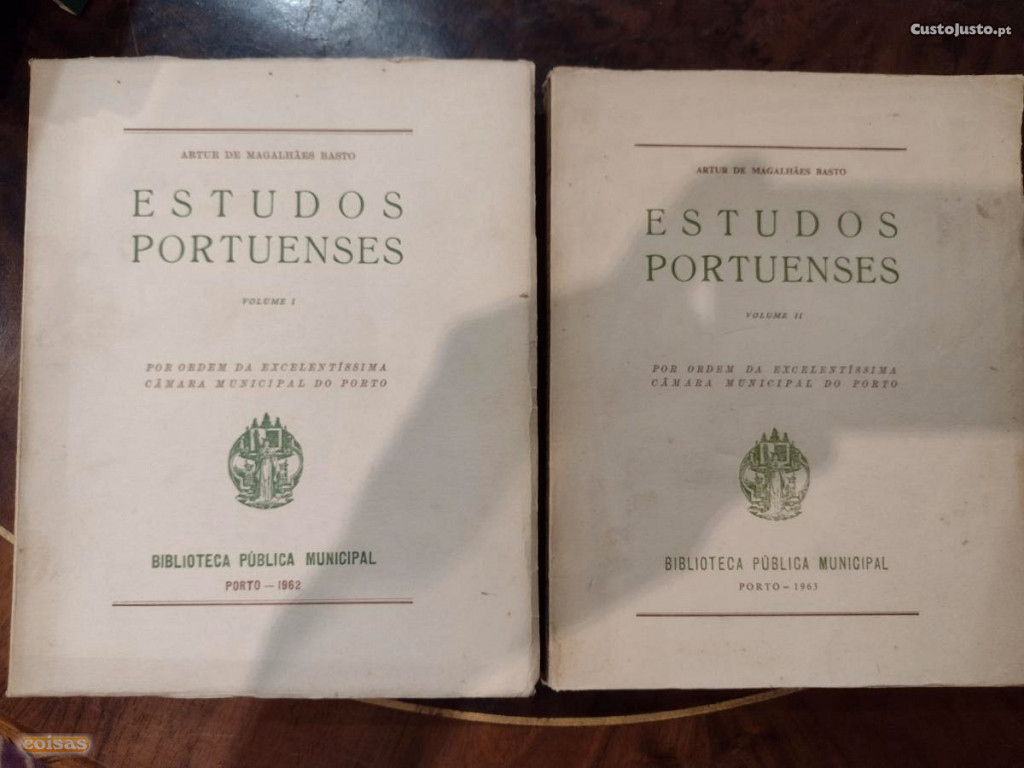 CustoJusto.pt
ARTUR DE MAGALHÃES BASTO
ESTUDOS
PORTUENSES
VOLUME I
POR ORDEM DA EXCELENTÍSSIMA
CÂMARA MUNICIPAL DO PORTO
BIBLIOTECA PÚBLICA MUNICIPAL
PORTO — 1962
ARTUR DE MAGALHÃES BASTO
ESTUDOS
PORTUENSES
VOLUME II
POR ORDEM DA EXCELENTÍSSIMA
CÂMARA MUNICIPAL DO PORTO
BIBLIOTECA PÚBLICA MUNICIPAL
PORTO — 1963
coisas